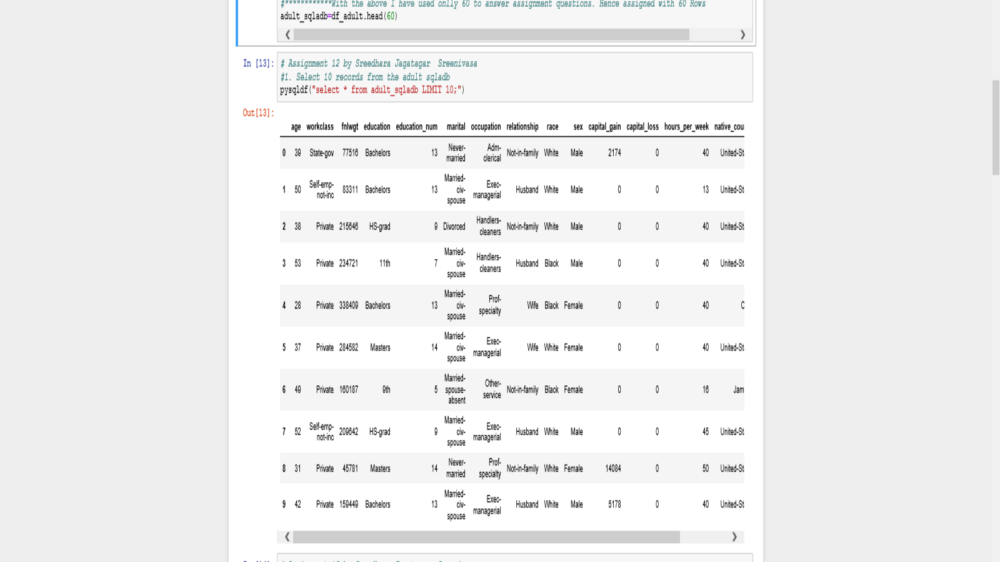 #************With the above I have used onlly 60 to answer assignment questions. Hence assigned with 60 Rows
adult_sqladb=df_adult.head(60)
In [13]: # Assignment 12 by Sreedhara Jagatagar Sreenivasa
#1. Select 10 records from the adult sqladb
pysqldf("select * from adult_sqladb LIMIT 10;")
Out[13]:
age workclass fnlwgt education education_num marital occupation relationship race sex capital_gain capital_loss hours_per_week native_cou
0 39 State-gov 77516 Bachelors 13 Never-married Adm-clerical Not-in-family White Male 2174 0 40 United-St
1 50 Self-emp-not-inc 83311 Bachelors 13 Married-civ-spouse Exec-managerial Husband White Male 0 0 13 United-St
2 38 Private 215646 HS-grad 9 Divorced Handlers-cleaners Not-in-family White Male 0 0 40 United-St
3 53 Private 234721 11th 7 Married-civ-spouse Handlers-cleaners Husband Black Male 0 0 40 United-St
4 28 Private 338409 Bachelors 13 Married-civ-spouse Prof-specialty Wife Black Female 0 0 40 C
5 37 Private 284582 Masters 14 Married-civ-spouse Exec-managerial Wife White Female 0 0 40 United-St
6 49 Private 160187 9th 5 Married-spouse-absent Other-service Not-in-family Black Female 0 0 16 Jam
7 52 Self-emp-not-inc 209642 HS-grad 9 Married-civ-spouse Exec-managerial Husband White Male 0 0 45 United-St
8 31 Private 45781 Masters 14 Never-married Prof-specialty Not-in-family White Female 14084 0 50 United-St
9 42 Private 159449 Bachelors 13 Married-civ-spouse Exec-managerial Husband White Male 5178 0 40 United-St